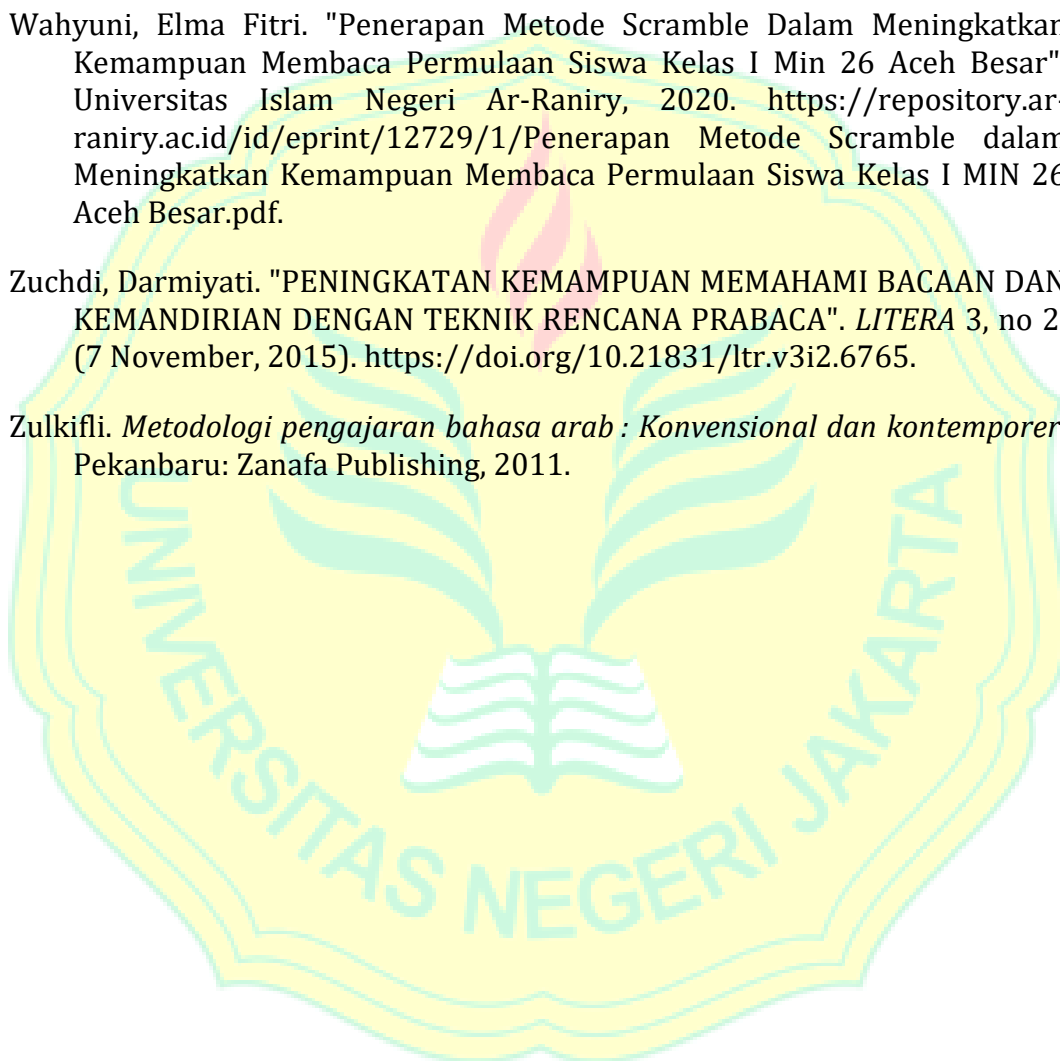 Wahyuni, Elma Fitri. "Penerapan Metode Scramble Dalam Meningkatkan
Kemampuan Membaca Permulaan Siswa Kelas I Min 26 Aceh Besar"
Universitas Islam Negeri Ar-Raniry, 2020. https://repository.ar-
raniry.ac.id/id/eprint/12729/1/Penerapan Metode Scramble dalam
Meningkatkan Kemampuan Membaca Permulaan Siswa Kelas I MIN 26
Aceh Besar.pdf.
Zuchdi, Darmiyati. "PENINGKATAN KEMAMPUAN MEMAHAMI BACAAN DAN
KEMANDIRIAN DENGAN TEKNIK RENCANA PRABACA". LITERA 3, no 2
(7 November, 2015). https://doi.org/10.21831/ltr.v3i2.6765.
Zulkifli. Metodologi pengajaran bahasa arab : Konvensional dan kontemporer
Pekanbaru: Zanafa Publishing, 2011.
UNIVERSITAS NEGERI JAKARTA